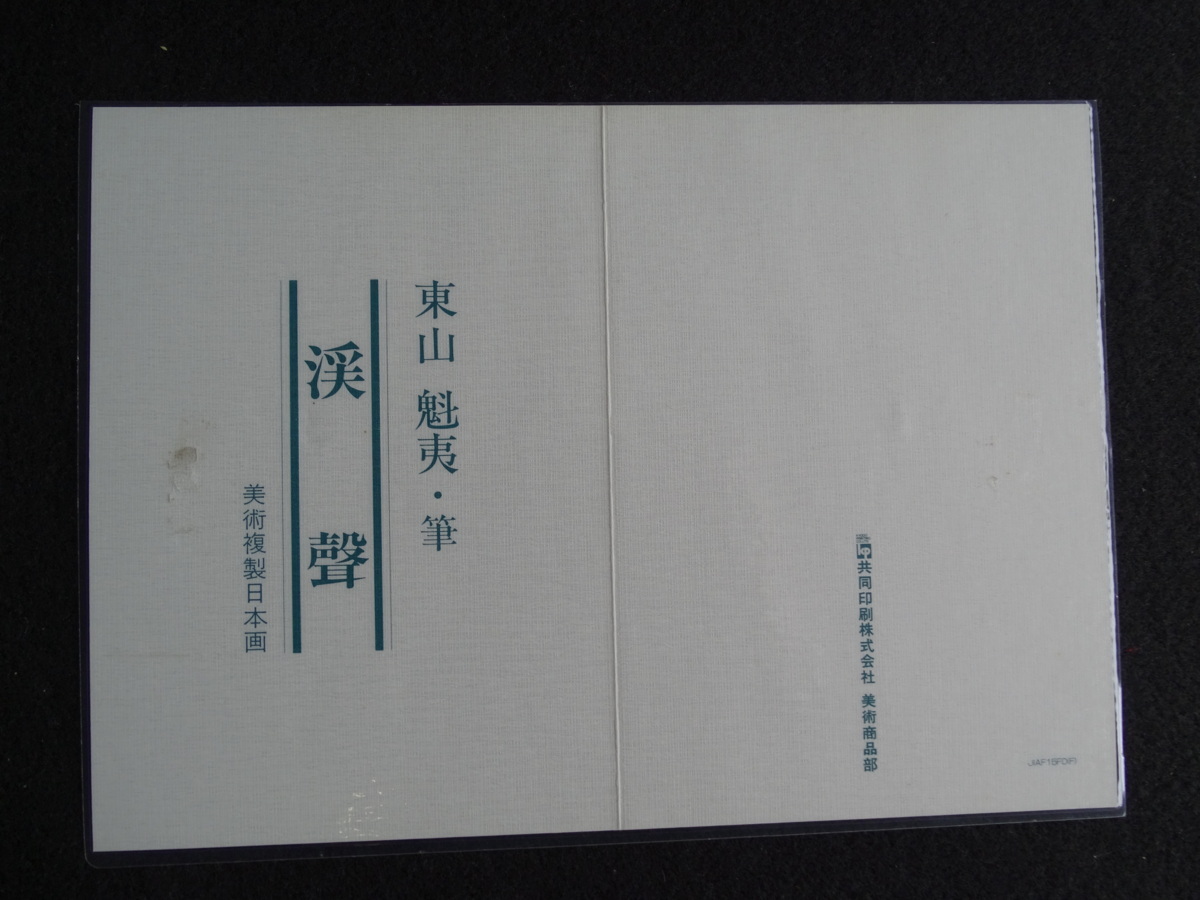 東山 魁夷・筆
渓聲
美術複製日本画
共同印刷株式会社 美術商品部